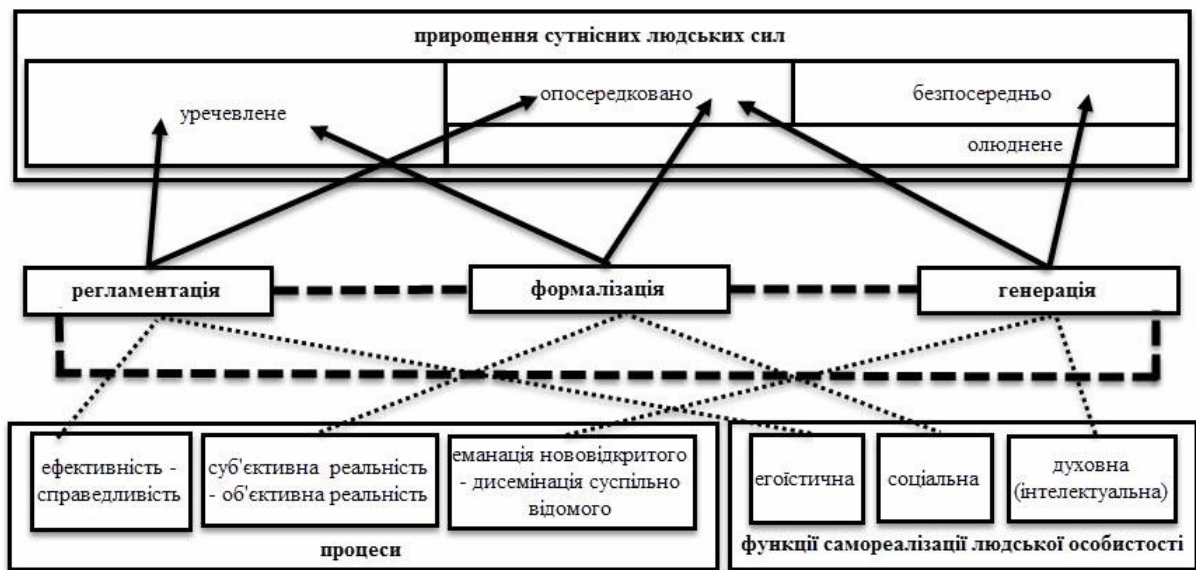 прирощення сутнісних людських сил
уречевлене
опосередковано
безпосередньо
олюднене
регламентація
формалізація
генерація
ефективність -
справедливість
суб'єктивна реальність
- об'єктивна реальність
еманація нововідкритого
- дисемінація суспільно
відомого
процеси
егоїстична
соціальна
духовна
(інтелектуальна)
функції самореалізації людської особистості